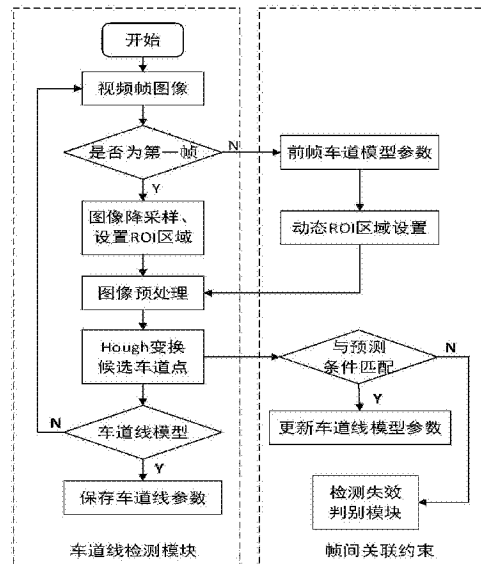 开始
视频帧图像
是否为第一帧
N
前帧车道模型参数
Y
图像降采样、
设置ROI区域
动态ROI区域设置
图像预处理
Hough变换
候选车道点
与预测
条件匹配
N
Y
N
车道线模型
更新车道线模型参数
Y
保存车道线参数
检测失效
判别模块
车道线检测模块
帧间关联约束